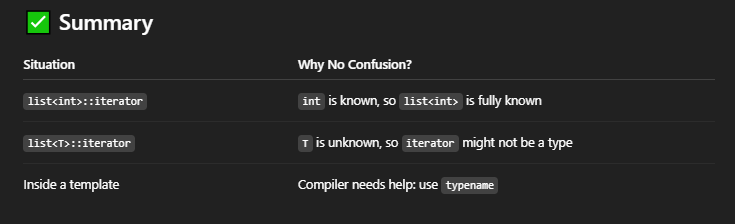 ✅ Summary
Situation Why No Confusion?
list<int>::iterator int is known, so list<int> is fully known
list<T>::iterator T is unknown, so iterator might not be a type
Inside a template Compiler needs help: use typename